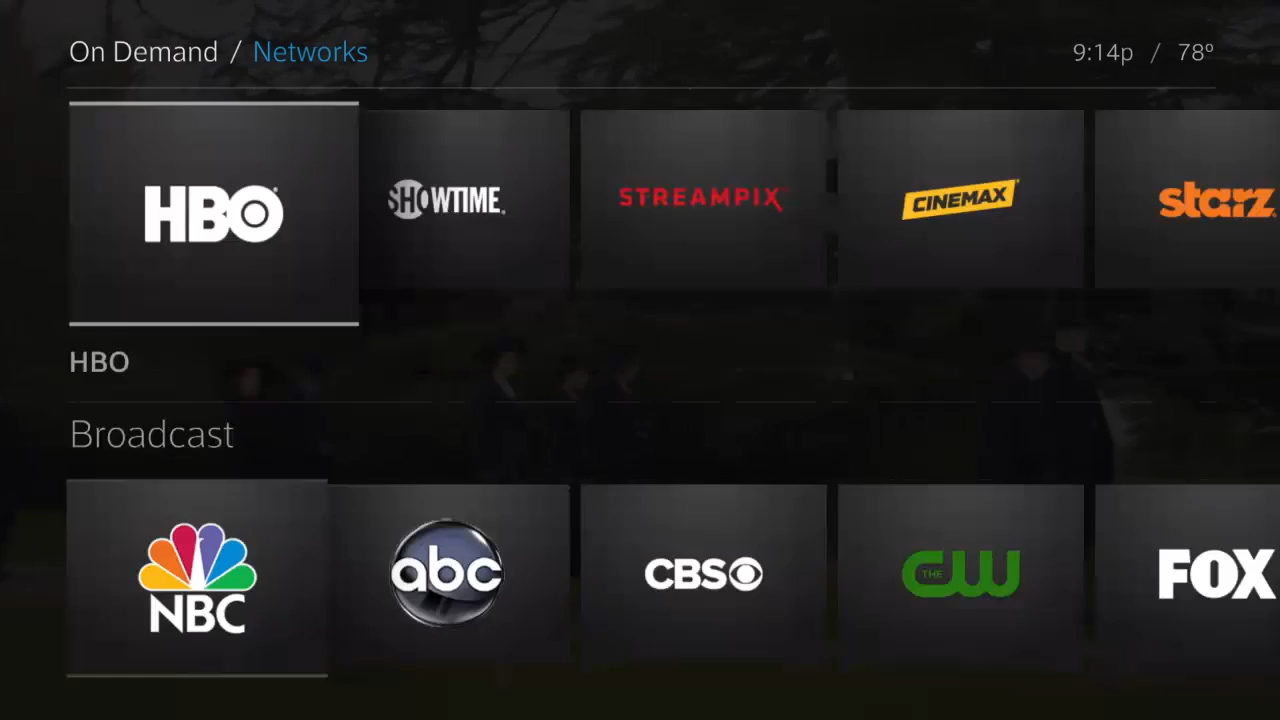 On Demand / Networks
9:14p / 78º
HBO
SHOWTIME
STREAMPIX
CINEMAX
starz
HBO
Broadcast
NBC
abc
CBS
THE CW
FOX